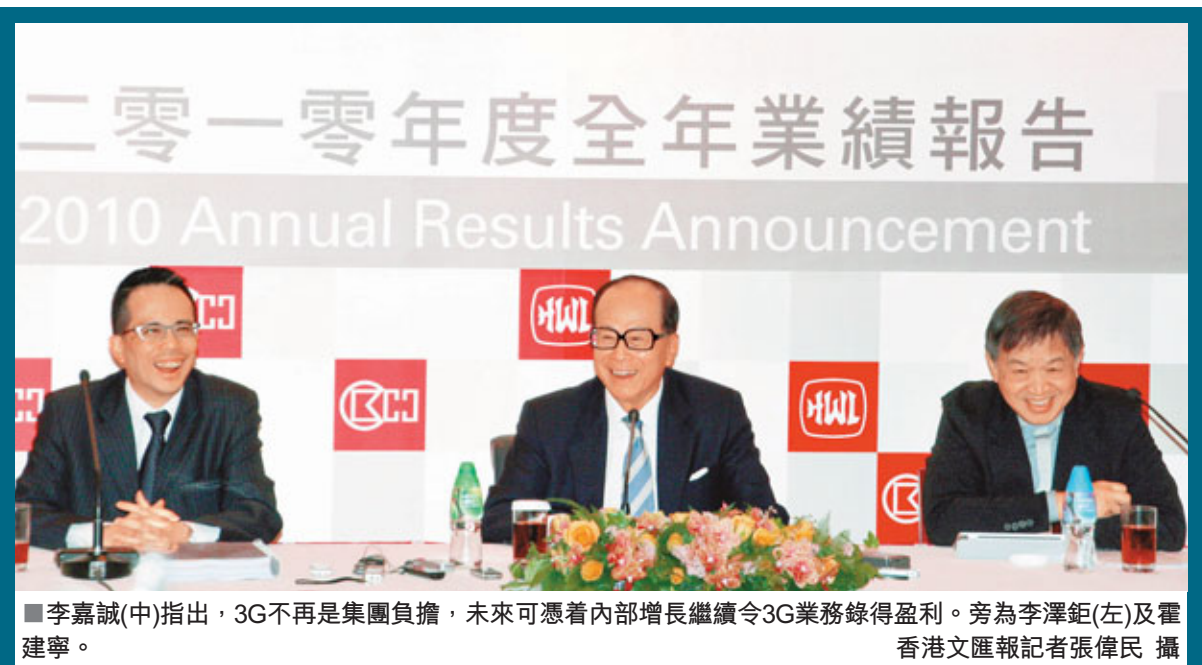 二零一零年度全年業績報告
2010 Annual Results Announcement
HWL
HWL
■李嘉誠(中)指出，3G不再是集團負擔，未來可憑着內部增長繼續令3G業務錄得盈利。旁為李澤鉅(左)及霍
建寧。 香港文匯報記者張偉民 攝